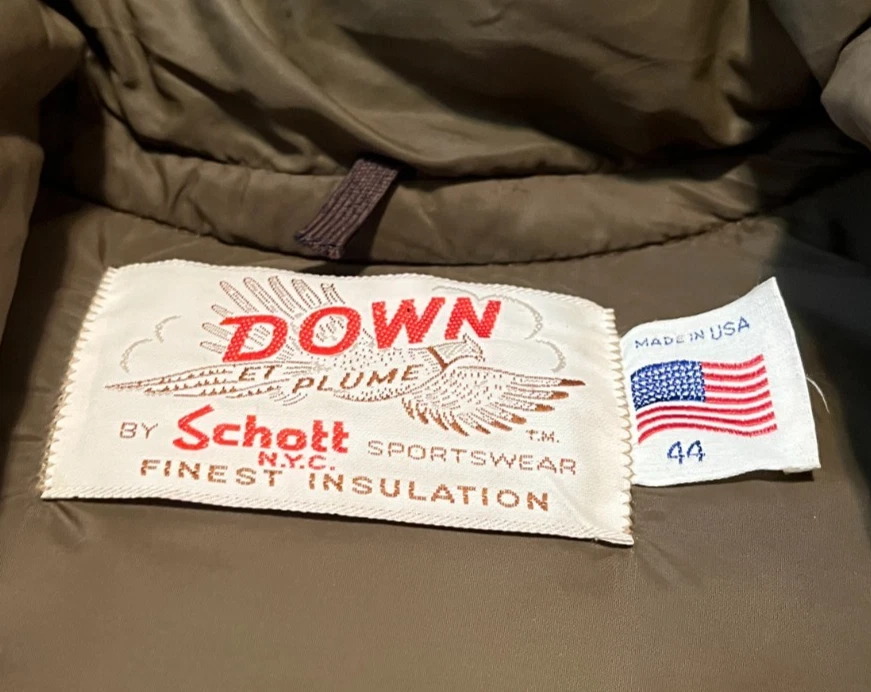 DOWN
ET PLUME
BY Schott SPORTSWEAR T.M.
N.Y.C.
FINEST INSULATION
MADE IN USA
44